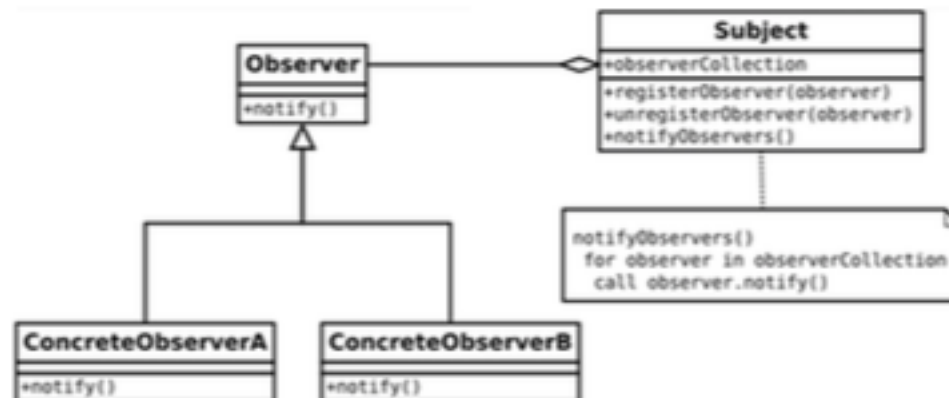 Observer
+notify()
Subject
+observerCollection
+registerObserver(observer)
+unregisterObserver(observer)
+notifyObservers()
notifyObservers()
for observer in observerCollection
call observer.notify()
ConcreteObserverA
+notify()
ConcreteObserverB
+notify()